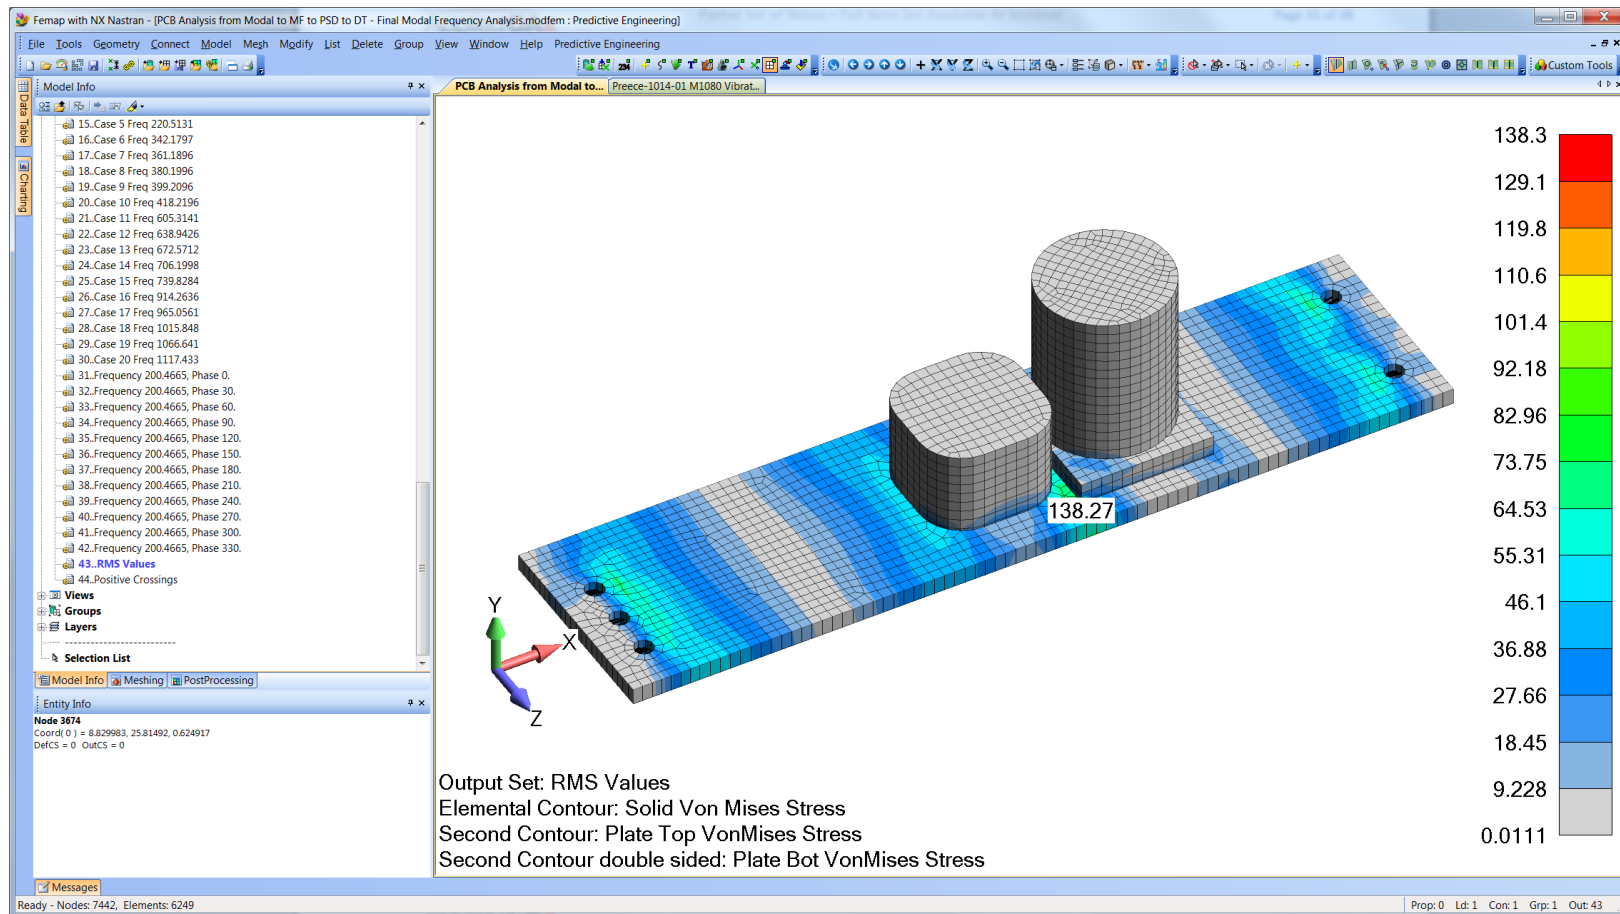 Femap with NX Nastran - [PCB Analysis from Modal to MF to PSD to DT - Final Modal Frequency Analysis.modfem : Predictive Engineering]
File Tools Geometry Connect Model Mesh Modify List Delete Group View Window Help Predictive Engineering
Custom Tools
Model Info
PCB Analysis from Modal to... Preece-1014-01 M1080 Vibrat...
Data Table
Charting
15..Case 5 Freq 220.5131
16..Case 6 Freq 342.1797
17..Case 7 Freq 361.1896
18..Case 8 Freq 380.1996
19..Case 9 Freq 399.2096
20..Case 10 Freq 418.2196
21..Case 11 Freq 605.3141
22..Case 12 Freq 638.9426
23..Case 13 Freq 672.5712
24..Case 14 Freq 706.1998
25..Case 15 Freq 739.8284
26..Case 16 Freq 914.2636
27..Case 17 Freq 965.0561
28..Case 18 Freq 1015.848
29..Case 19 Freq 1066.641
30..Case 20 Freq 1117.433
31..Frequency 200.4665, Phase 0.
32..Frequency 200.4665, Phase 30.
33..Frequency 200.4665, Phase 60.
34..Frequency 200.4665, Phase 90.
35..Frequency 200.4665, Phase 120.
36..Frequency 200.4665, Phase 150.
37..Frequency 200.4665, Phase 180.
38..Frequency 200.4665, Phase 210.
39..Frequency 200.4665, Phase 240.
40..Frequency 200.4665, Phase 270.
41..Frequency 200.4665, Phase 300.
42..Frequency 200.4665, Phase 330.
43..RMS Values
44..Positive Crossings
Views
Groups
Layers
Selection List
Model Info Meshing PostProcessing
Entity Info
Node 3674
Coord( 0 ) = 8.829983, 25.81492, 0.624917
DefCS = 0 OutCS = 0
138.27
Y
X
Z
138.3
129.1
119.8
110.6
101.4
92.18
82.96
73.75
64.53
55.31
46.1
36.88
27.66
18.45
9.228
0.0111
Output Set: RMS Values
Elemental Contour: Solid Von Mises Stress
Second Contour: Plate Top VonMises Stress
Second Contour double sided: Plate Bot VonMises Stress
Messages
Ready - Nodes: 7442, Elements: 6249
Prop: 0 Ld: 1 Con: 1 Grp: 1 Out: 43